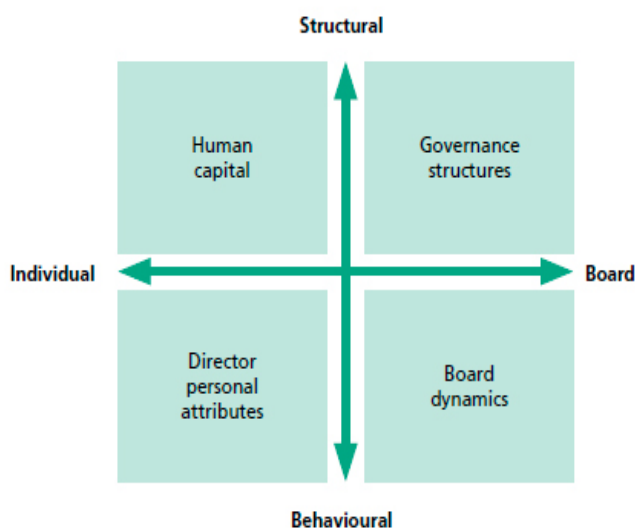 Structural
Human
capital
Governance
structures
Individual
Board
Director
personal
attributes
Board
dynamics
Behavioural